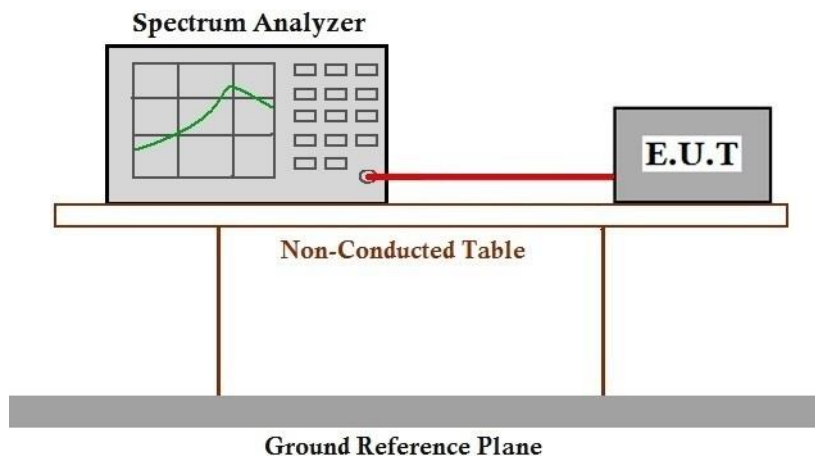 Spectrum Analyzer
E.U.T
Non-Conducted Table
Ground Reference Plane